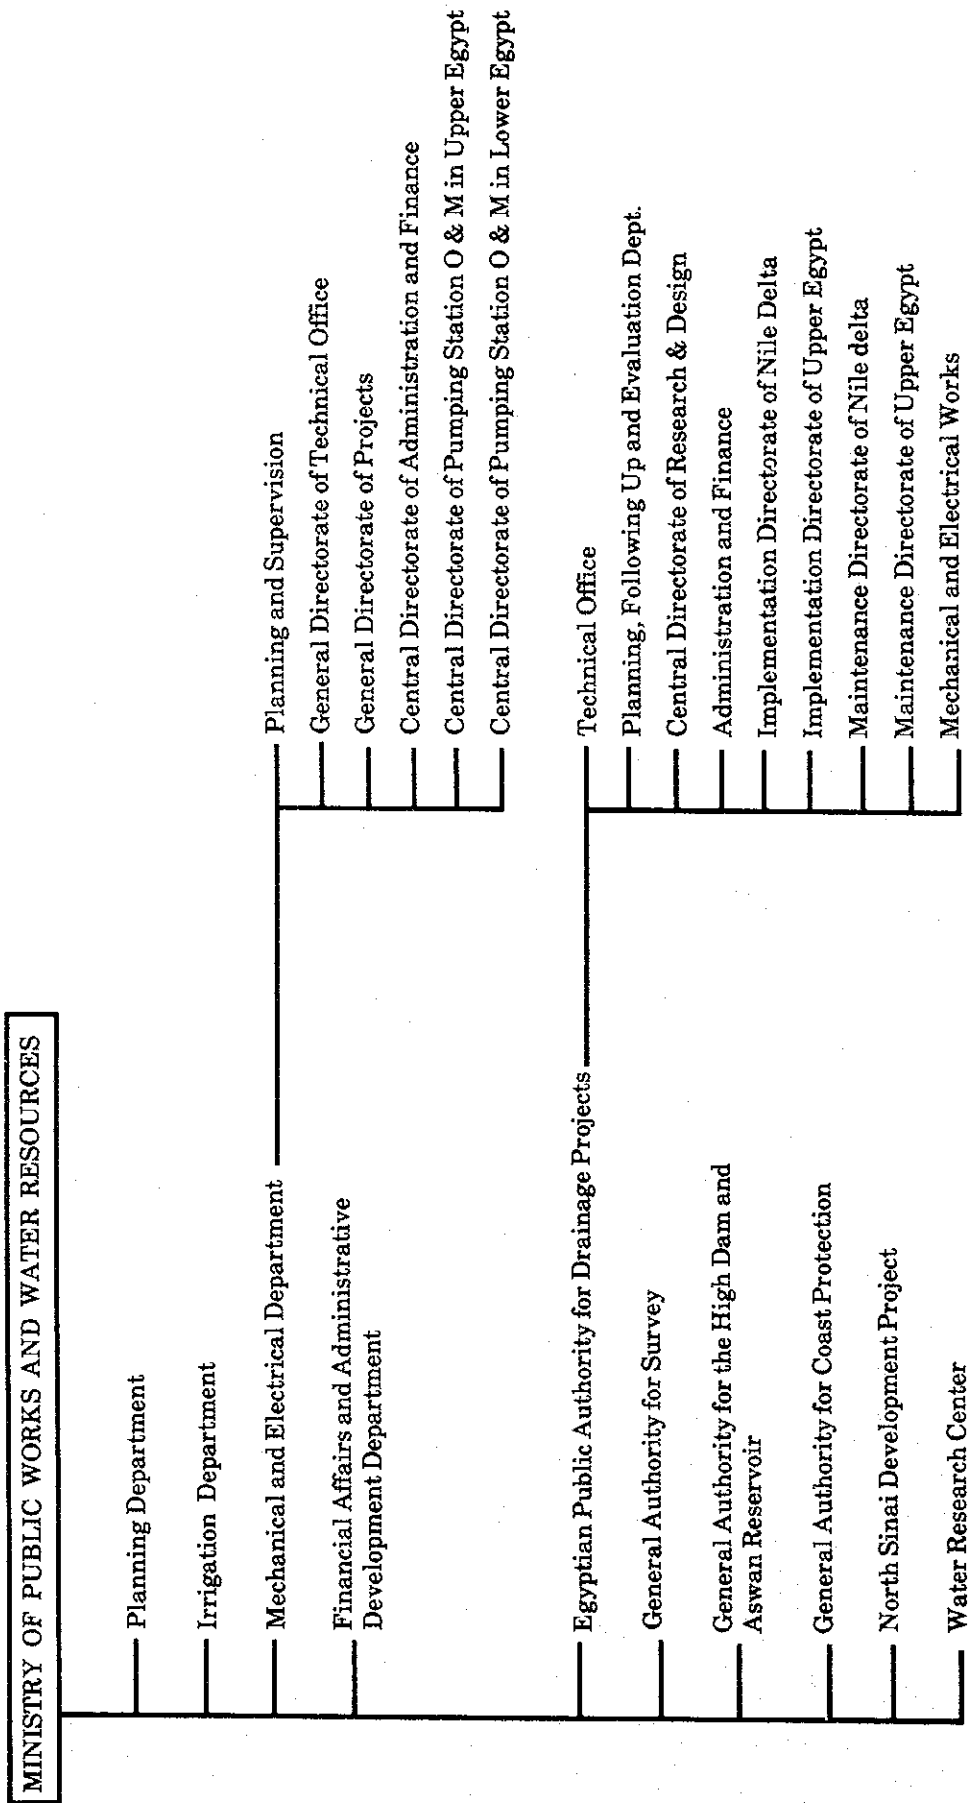 MINISTRY OF PUBLIC WORKS AND WATER RESOURCES
Planning Department
Irrigation Department
Mechanical and Electrical Department
Planning and Supervision
General Directorate of Technical Office
General Directorate of Projects
Central Directorate of Administration and Finance
Central Directorate of Pumping Station O & M in Upper Egypt
Central Directorate of Pumping Station O & M in Lower Egypt
Financial Affairs and Administrative
Development Department
Egyptian Public Authority for Drainage Projects
Technical Office
Planning, Following Up and Evaluation Dept.
Central Directorate of Research & Design
Administration and Finance
Implementation Directorate of Nile Delta
Implementation Directorate of Upper Egypt
Maintenance Directorate of Nile delta
Maintenance Directorate of Upper Egypt
Mechanical and Electrical Works
General Authority for Survey
General Authority for the High Dam and
Aswan Reservoir
General Authority for Coast Protection
North Sinai Development Project
Water Research Center